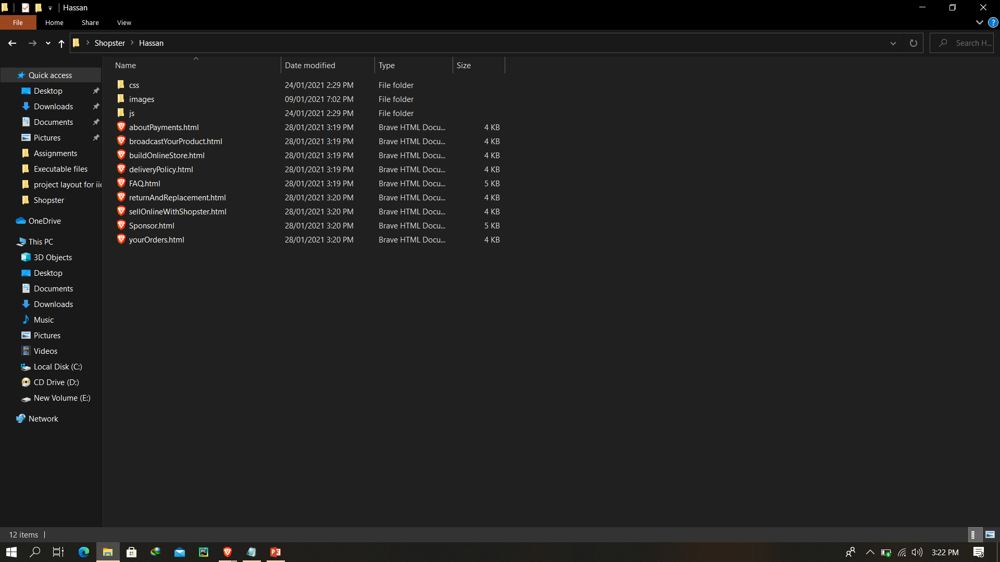 Hassan
File Home Share View
Shopster Hassan
Search H...
Name Date modified Type Size
css 24/01/2021 2:29 PM File folder
images 09/01/2021 7:02 PM File folder
js 24/01/2021 2:29 PM File folder
aboutPayments.html 28/01/2021 3:19 PM Brave HTML Docu... 4 KB
broadcastYourProduct.html 28/01/2021 3:19 PM Brave HTML Docu... 4 KB
buildOnlineStore.html 28/01/2021 3:19 PM Brave HTML Docu... 4 KB
deliveryPolicy.html 28/01/2021 3:19 PM Brave HTML Docu... 4 KB
FAQ.html 28/01/2021 3:19 PM Brave HTML Docu... 5 KB
returnAndReplacement.html 28/01/2021 3:20 PM Brave HTML Docu... 4 KB
sellOnlineWithShopster.html 28/01/2021 3:20 PM Brave HTML Docu... 4 KB
Sponsor.html 28/01/2021 3:20 PM Brave HTML Docu... 5 KB
yourOrders.html 28/01/2021 3:20 PM Brave HTML Docu... 4 KB
Quick access
Desktop
Downloads
Documents
Pictures
Assignments
Executable files
project layout for
Shopster
OneDrive
This PC
3D Objects
Desktop
Documents
Downloads
Music
Pictures
Videos
Local Disk (C:)
CD Drive (D:)
New Volume (E:)
Network
12 items
3:22 PM